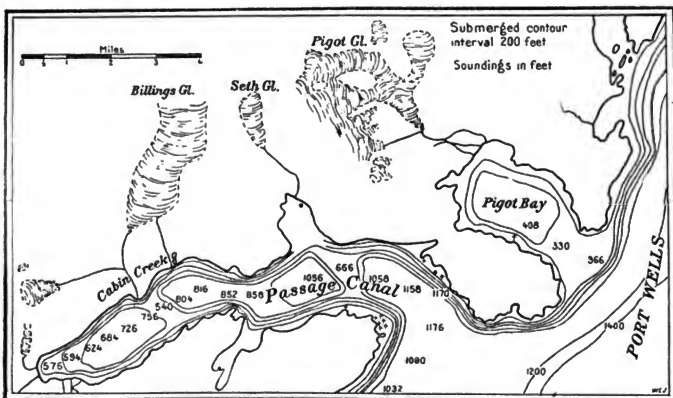 Submerged contour
interval 200 feet
Soundings in feet
Miles
1 0 1 2 3 4
Pigot Gl.
Billings Gl.
Seth Gl.
Pigot Bay
408
330
366
Cabin Creek
816
804
540
756
726
684
624
594
576
852
858
1056
666
1058
1158
1170
1176
Passage Canal
1080
1032
1200
1400
PORT WELLS